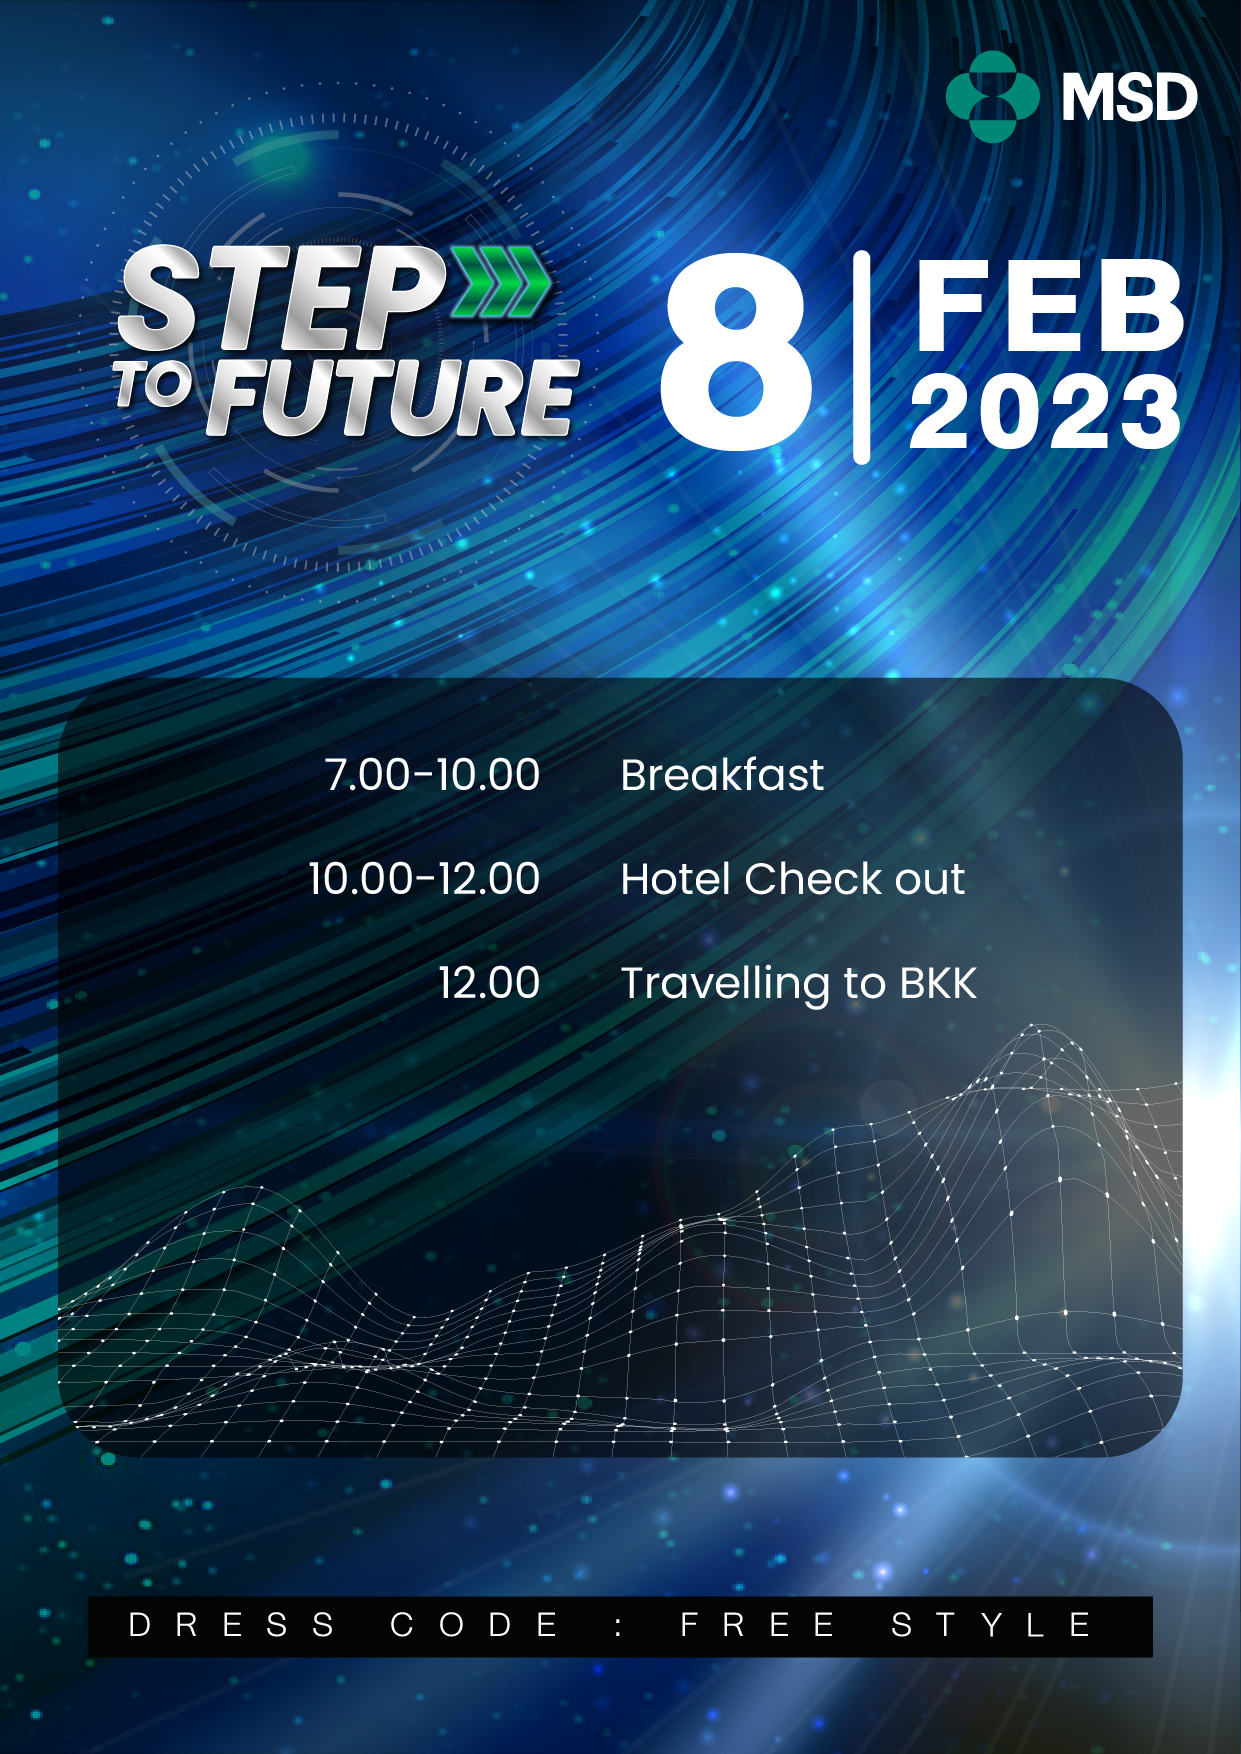 MSD
STEP
TO FUTURE
8
FEB
2023
7.00-10.00 Breakfast
10.00-12.00 Hotel Check out
12.00 Travelling to BKK
DRESS CODE : FREE STYLE